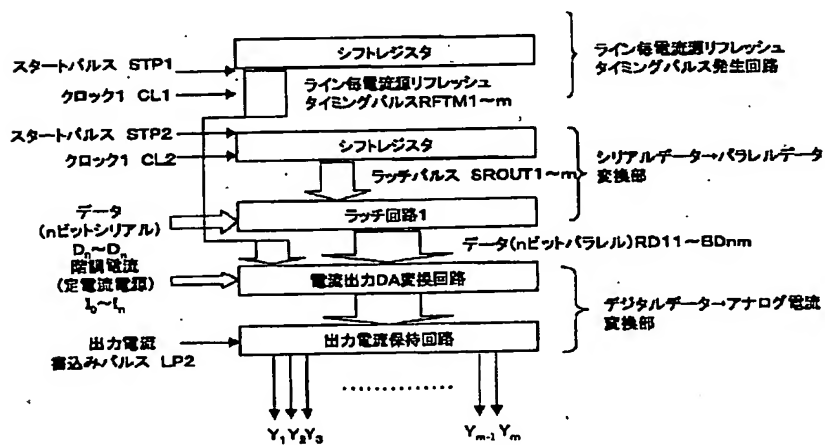 シフトレジスタ
スタートパルス STP1
ライン毎電流源リフレッシュ
タイミングパルス発生回路
クロック1 CL1
ライン毎電流源リフレッシュ
タイミングパルスRFTM1~m
スタートパルス STP2
シフトレジスタ
クロック1 CL2
ラッチパルス SROUT1~m
シリアルデータ→パラレルデータ
変換部
データ
(nビットシリアル)
Dn~Dn
ラッチ回路1
データ(nビットパラレル)RD11~BDnm
階調電流
(定電流電源)
I0~In
電流出力DA変換回路
デジタルデータ→アナログ電流
変換部
出力電流
書込みパルス LP2
出力電流保持回路
Y1 Y2 Y3
Ym-1 Ym